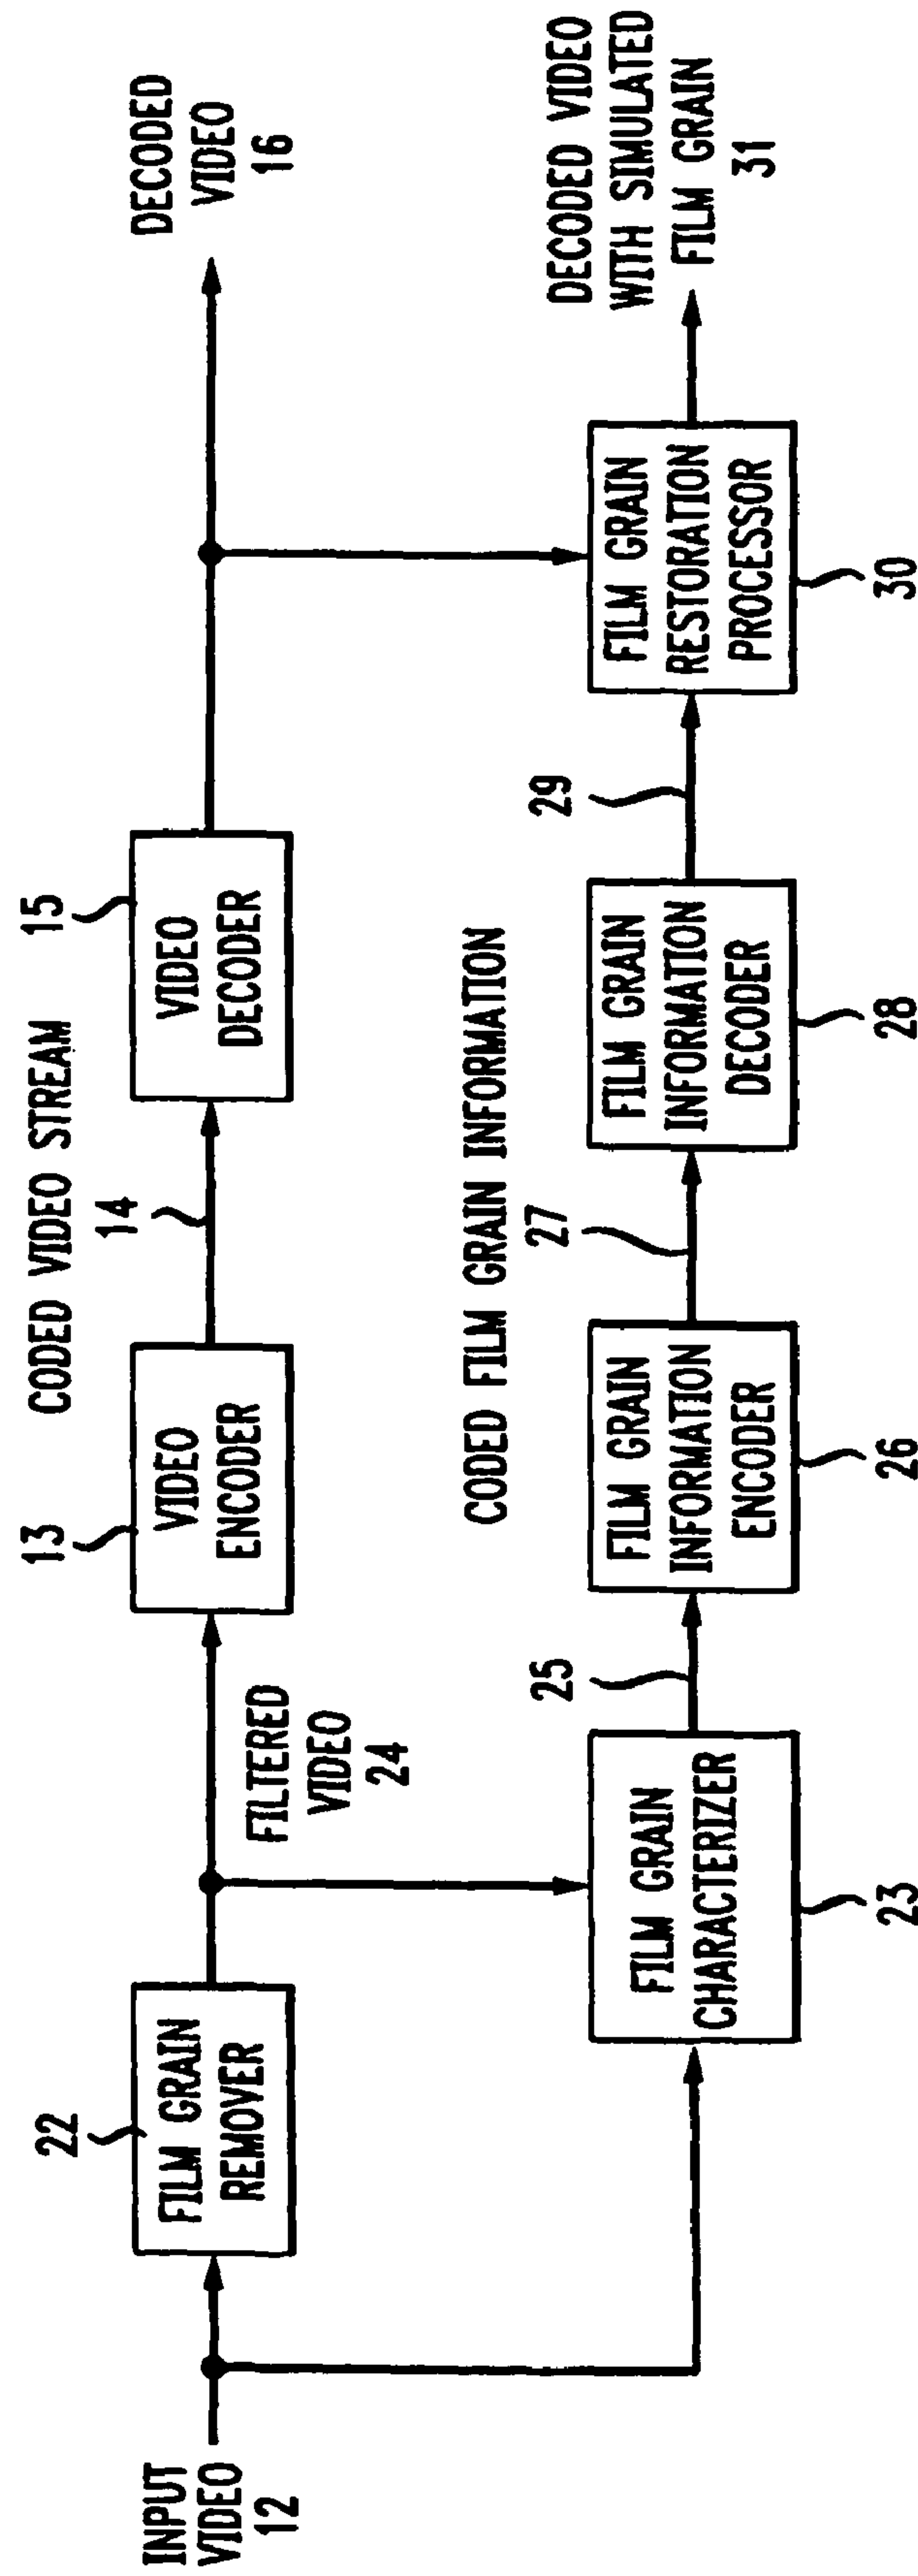 INPUT
VIDEO
12
22
FILM GRAIN
REMOVER
FILTERED
VIDEO
24
13
VIDEO
ENCODER
CODED VIDEO STREAM
14
15
VIDEO
DECODER
DECODED
VIDEO
16
FILM GRAIN
CHARACTERIZER
23
25
FILM GRAIN
INFORMATION
ENCODER
26
CODED FILM GRAIN INFORMATION
27
FILM GRAIN
INFORMATION
DECODER
28
29
FILM GRAIN
RESTORATION
PROCESSOR
30
DECODED VIDEO
WITH SIMULATED
FILM GRAIN
31